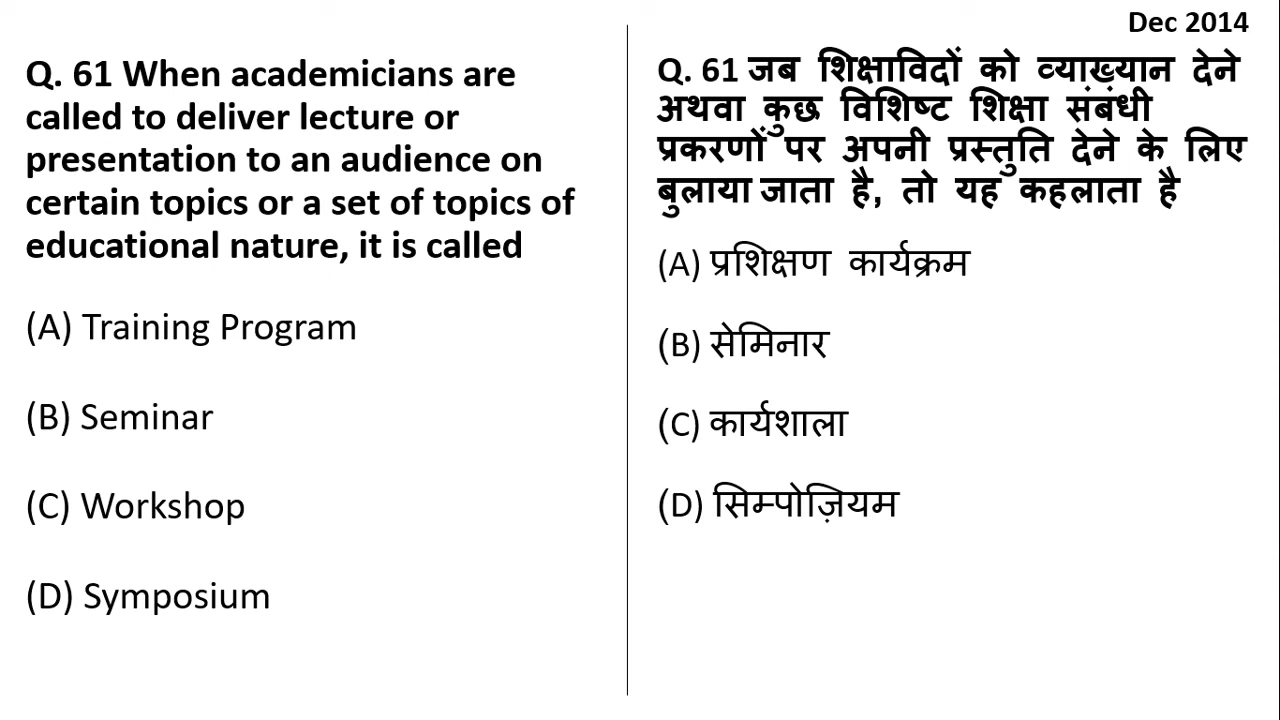 Dec 2014
Q. 61 When academicians are
called to deliver lecture or
presentation to an audience on
certain topics or a set of topics of
educational nature, it is called
(A) Training Program
(B) Seminar
(C) Workshop
(D) Symposium
Q. 61 जब शिक्षाविदों को व्याख़्यान देने
अथवा कुछ विशिष्ट शिक्षा संबंधी
प्रकरणों पर अपनी प्रस्तुति देने के लिए
बुलाया जाता है, तो यह कहलाता है
(A) प्रशिक्षण कार्यक्रम
(B) सेमिनार
(C) कार्यशाला
(D) सिम्पोज़ियम